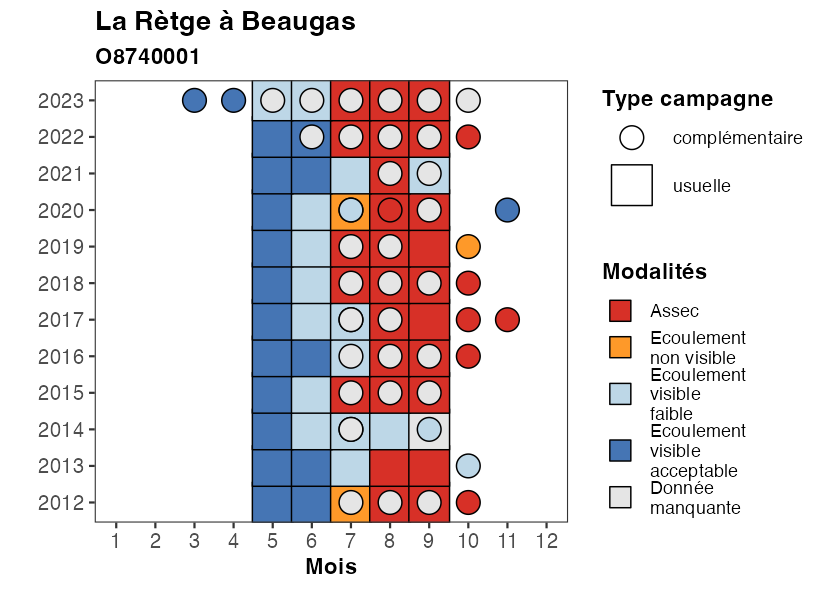 La Rètge à Beaugas
O8740001
2023
2022
2021
2020
2019
2018
2017
2016
2015
2014
2013
2012
1 2 3 4 5 6 7 8 9 10 11 12
Mois
Type campagne
complémentaire
usuelle
Modalités
Assec
Ecoulement
non visible
Ecoulement
visible
faible
Ecoulement
visible
acceptable
Donnée
manquante